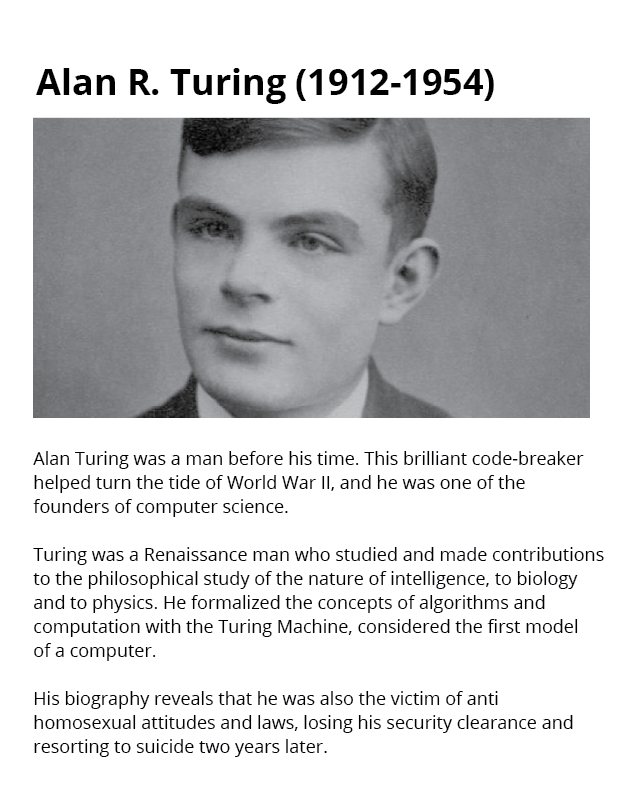 Alan R. Turing (1912-1954)
Alan Turing was a man before his time. This brilliant code-breaker
helped turn the tide of World War II, and he was one of the
founders of computer science.
Turing was a Renaissance man who studied and made contributions
to the philosophical study of the nature of intelligence, to biology
and to physics. He formalized the concepts of algorithms and
computation with the Turing Machine, considered the first model
of a computer.
His biography reveals that he was also the victim of anti
homosexual attitudes and laws, losing his security clearance and
resorting to suicide two years later.